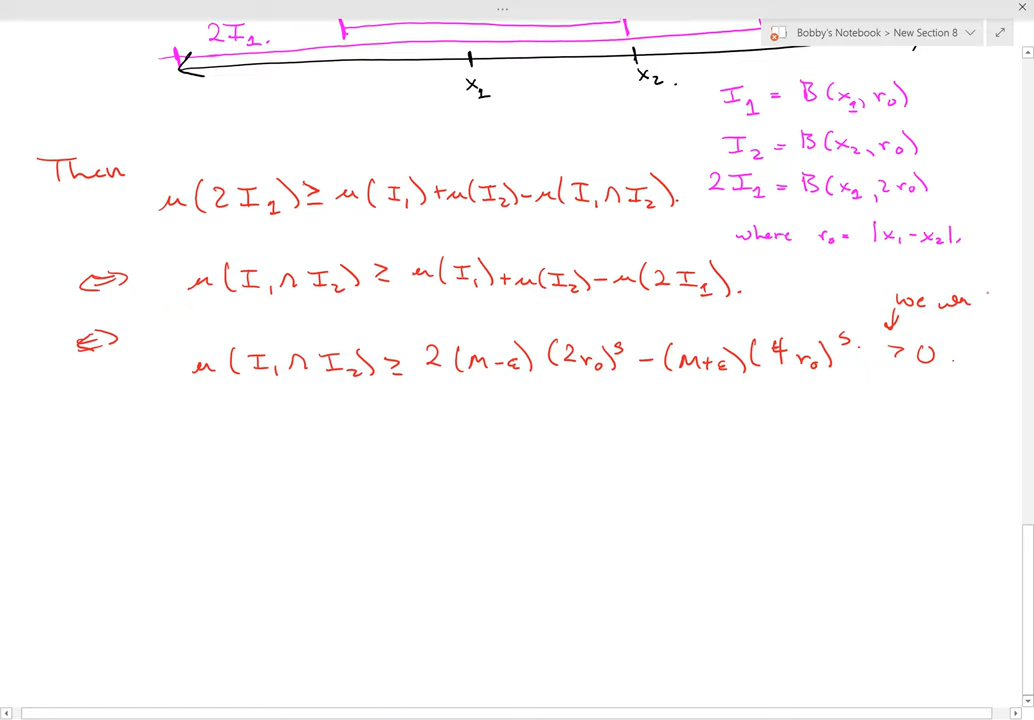 Bobby's Notebook > New Section 8
2I₁.
x₁
x₂.
I₁ = B(x₁, r₀)
I₂ = B(x₂, r₀)
2I₁ = B(x₁, 2r₀)
where r₀ = |x₁-x₂|.
Then
μ(2I₁) ≥ μ(I₁)+μ(I₂)-μ(I₁∩I₂).
⇔ μ(I₁∩I₂) ≥ μ(I₁)+μ(I₂)-μ(2I₁).
we wan
⇔ μ(I₁∩I₂) ≥ 2(M-ε)(2r₀)ˢ - (M+ε)(4r₀)ˢ. > 0.